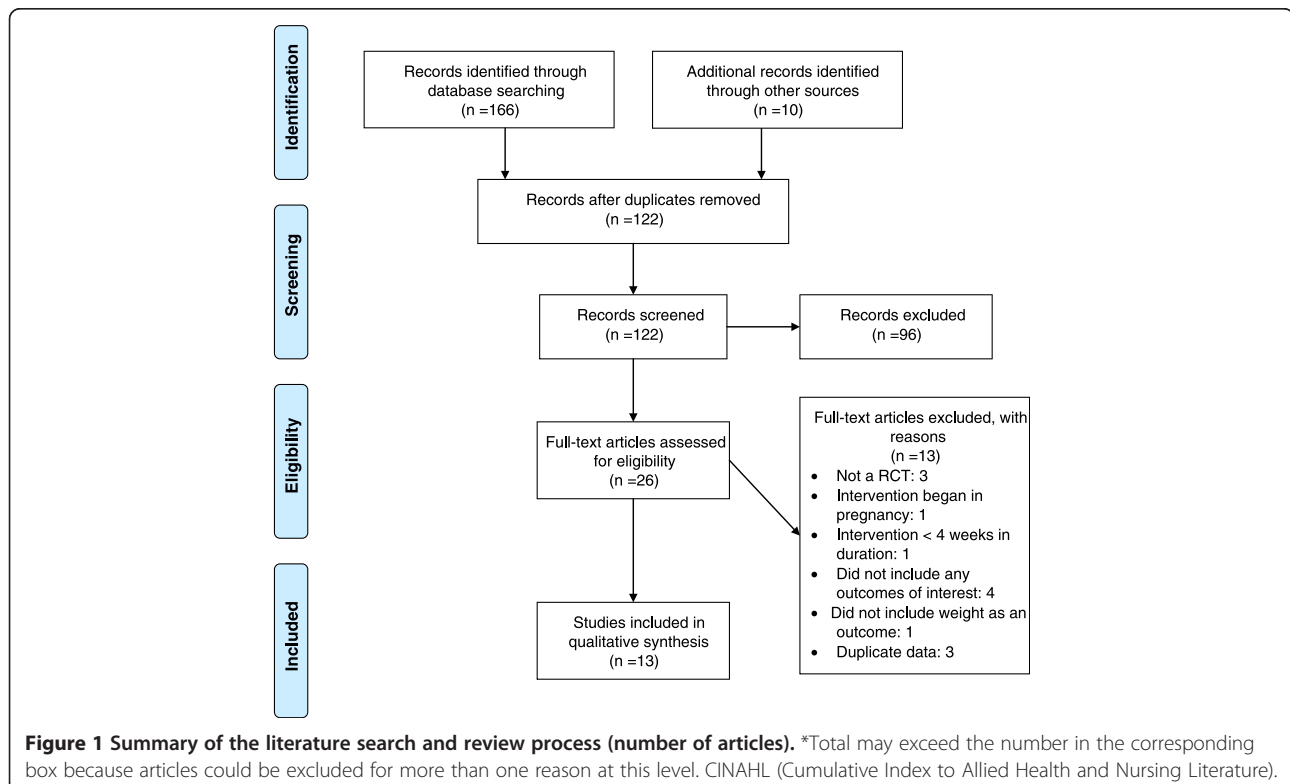 Identification
Records identified through
database searching
(n =166)
Additional records identified
through other sources
(n =10)
Records after duplicates removed
(n =122)
Screening
Records screened
(n =122)
Records excluded
(n =96)
Eligibility
Full-text articles assessed
for eligibility
(n =26)
Full-text articles excluded, with
reasons
(n =13)
• Not a RCT: 3
• Intervention began in
pregnancy: 1
• Intervention < 4 weeks in
duration: 1
• Did not include any
outcomes of interest: 4
• Did not include weight as an
outcome: 1
• Duplicate data: 3
Included
Studies included in
qualitative synthesis
(n =13)
Figure 1 Summary of the literature search and review process (number of articles). *Total may exceed the number in the corresponding
box because articles could be excluded for more than one reason at this level. CINAHL (Cumulative Index to Allied Health and Nursing Literature).